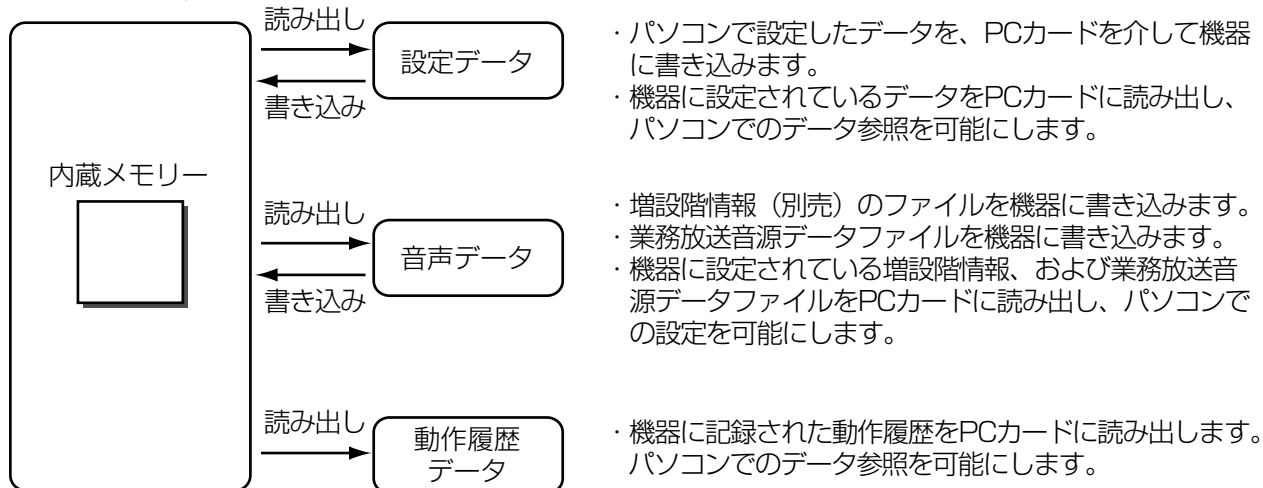 読み出し
設定データ
書き込み
・パソコンで設定したデータを、PCカードを介して機器
に書き込みます。
・機器に設定されているデータをPCカードに読み出し、
パソコンでのデータ参照を可能にします。
内蔵メモリー
読み出し
音声データ
書き込み
・増設階情報（別売）のファイルを機器に書き込みます。
・業務放送音源データファイルを機器に書き込みます。
・機器に設定されている増設階情報、および業務放送音
源データファイルをPCカードに読み出し、パソコンで
の設定を可能にします。
読み出し
動作履歴
データ
・機器に記録された動作履歴をPCカードに読み出します。
パソコンでのデータ参照を可能にします。